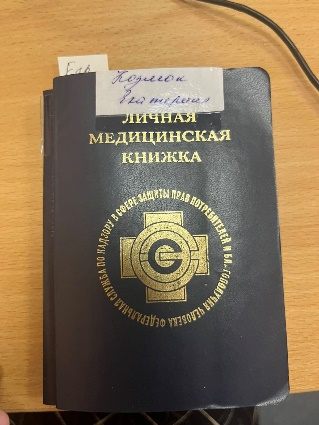 Екатерина
ЛИЧНАЯ
МЕДИЦИНСКАЯ
КНИЖКА
ФЕДЕРАЛЬНАЯ СЛУЖБА ПО НАДЗОРУ В СФЕРЕ ЗАЩИТЫ ПРАВ ПОТРЕБИТЕЛЕЙ И БЛАГОПОЛУЧИЯ ЧЕЛОВЕКА